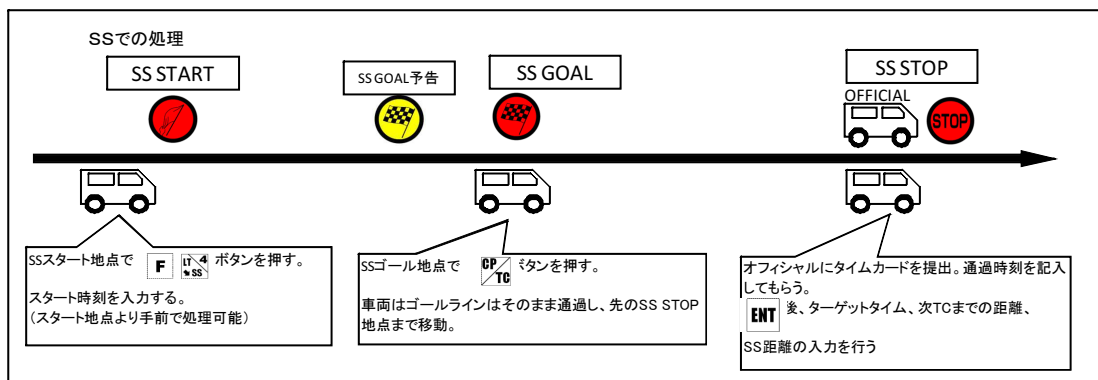 SSでの処理
SS START
SS GOAL予告
SS GOAL
SS STOP
OFFICIAL
STOP
SSスタート地点で F LT 4 SS ボタンを押す。
スタート時刻を入力する。
(スタート地点より手前で処理可能)
SSゴール地点で CP/TC タンを押す。
車両はゴールラインはそのまま通過し、先のSS STOP
地点まで移動。
オフィシャルにタイムカードを提出。通過時刻を記入
してもらう。
ENT 後、ターゲットタイム、次TCまでの距離、
SS距離の入力を行う